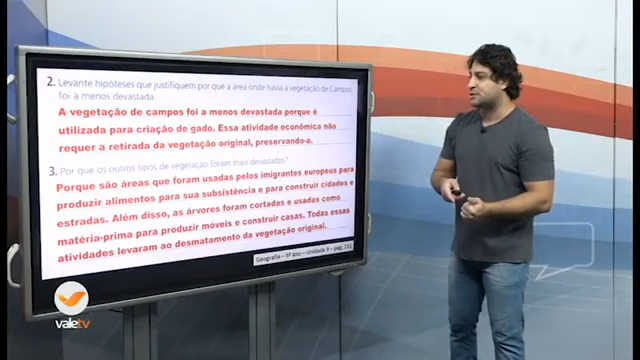 2. Levante hipóteses que justifiquem por que a área onde havia a vegetação de Campos
foi a menos devastada
A vegetação de campos foi a menos devastada porque é
utilizada para criação de gado. Essa atividade econômica não
requer a retirada da vegetação original, preservando-a.
3. Por que os outros tipos de vegetação foram mais devastados?
Porque são áreas que foram usadas pelos imigrantes europeus para
produzir alimentos para sua subsistência e para construir cidades e
estradas. Além disso, as árvores foram cortadas e usadas como
matéria-prima para produzir móveis e construir casas. Todas essas
atividades levaram ao desmatamento da vegetação original.
Geografia – 5º ano – Unidade 9 – pág. 231
valetv